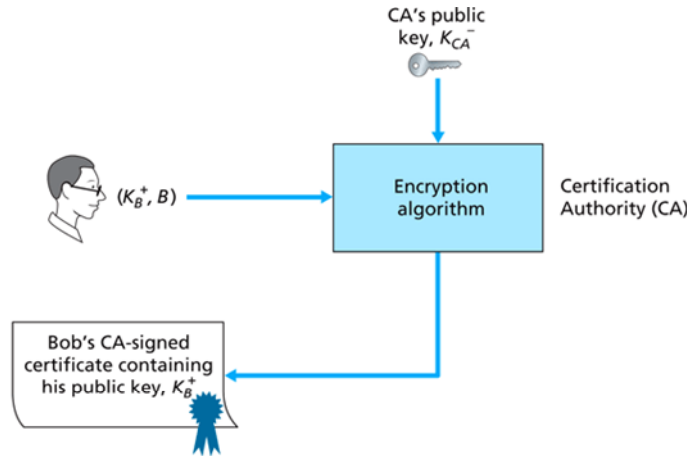 CA's public
key, K_CA^−
(K_B^+, B)
Encryption
algorithm
Certification
Authority (CA)
Bob's CA-signed
certificate containing
his public key, K_B^+